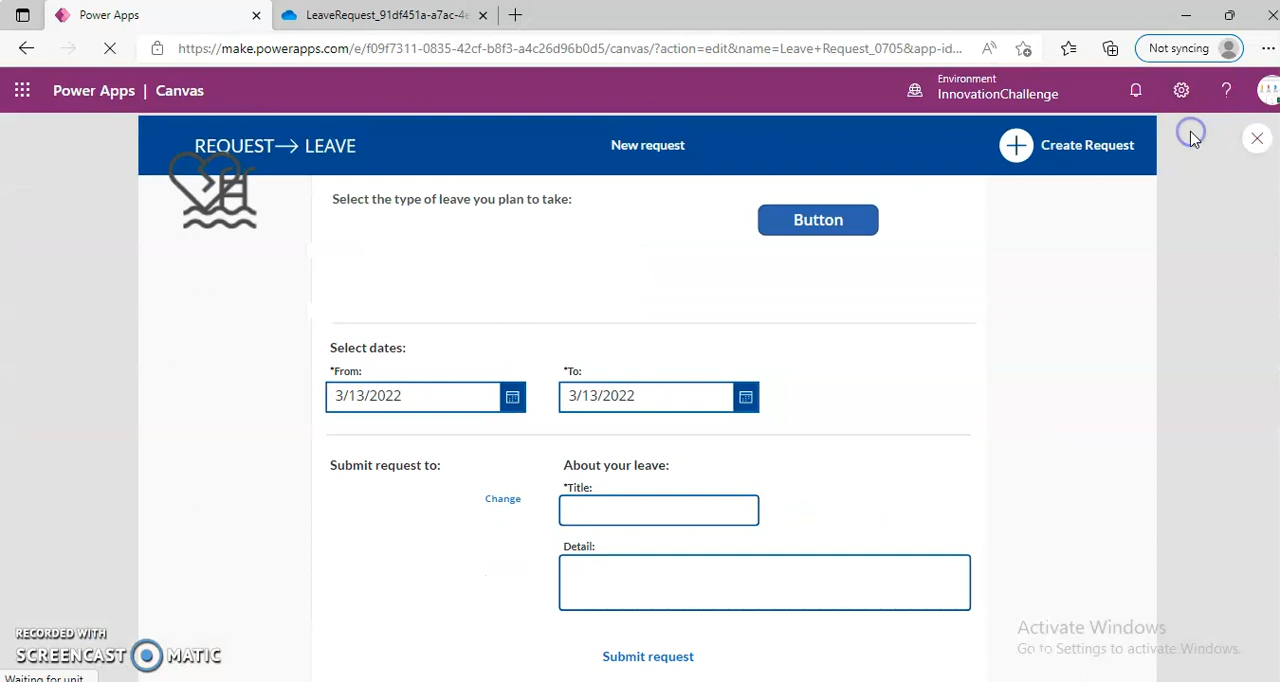 Power Apps
LeaveRequest_91df451a-a7ac-4e
https://make.powerapps.com/e/f09f7311-0835-42cf-b8f3-a4c26d96b0d5/canvas/?action=edit&name=Leave+Request_0705&app-id...
Not syncing
Power Apps | Canvas
Environment
InnovationChallenge
REQUEST→ LEAVE
New request
Create Request
Select the type of leave you plan to take:
Button
Select dates:
*From:
*To:
3/13/2022
3/13/2022
Submit request to:
About your leave:
*Title:
Change
Detail:
Submit request
RECORDED WITH
SCREENCAST MATIC
Activate Windows
Go to Settings to activate Windows.
Waiting for unit